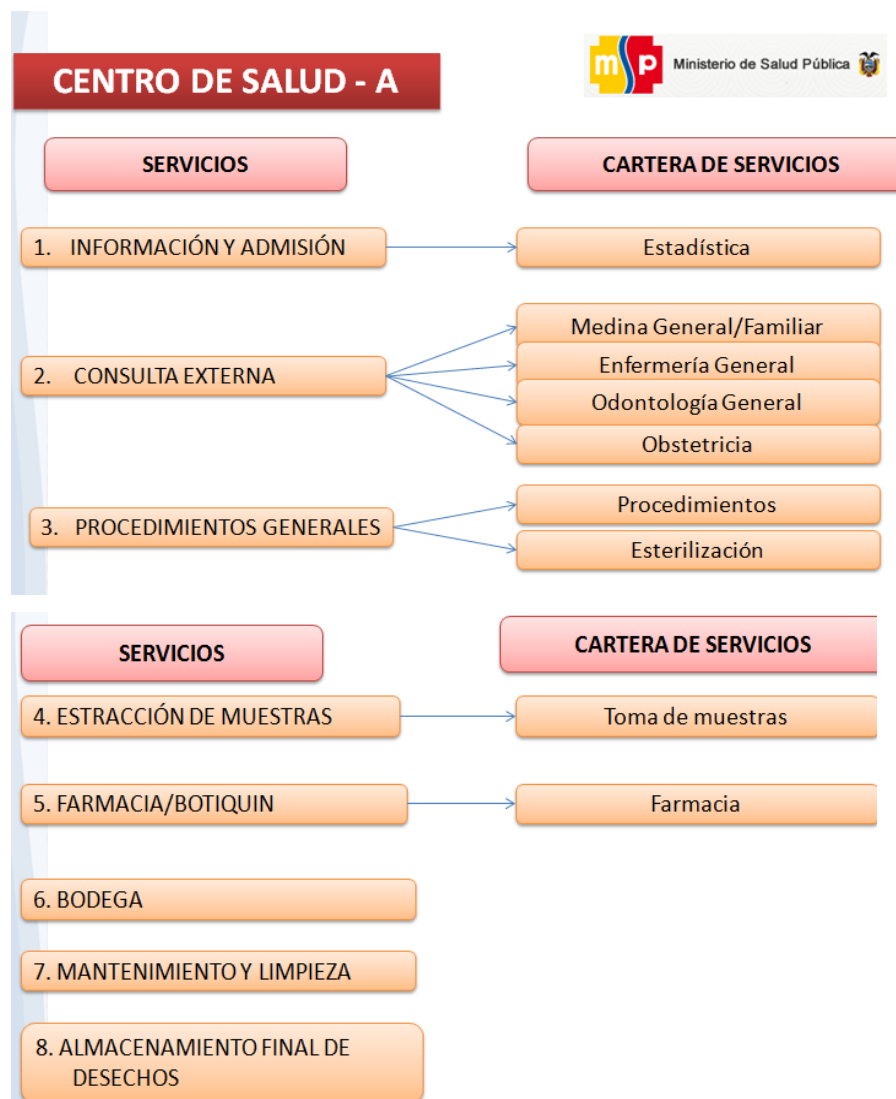 CENTRO DE SALUD - A
msp
Ministerio de Salud Pública
SERVICIOS
CARTERA DE SERVICIOS
1. INFORMACIÓN Y ADMISIÓN
Estadística
2. CONSULTA EXTERNA
Medina General/Familiar
Enfermería General
Odontología General
Obstetricia
3. PROCEDIMIENTOS GENERALES
Procedimientos
Esterilización
SERVICIOS
CARTERA DE SERVICIOS
4. ESTRACCIÓN DE MUESTRAS
Toma de muestras
5. FARMACIA/BOTIQUIN
Farmacia
6. BODEGA
7. MANTENIMIENTO Y LIMPIEZA
8. ALMACENAMIENTO FINAL DE
DESECHOS